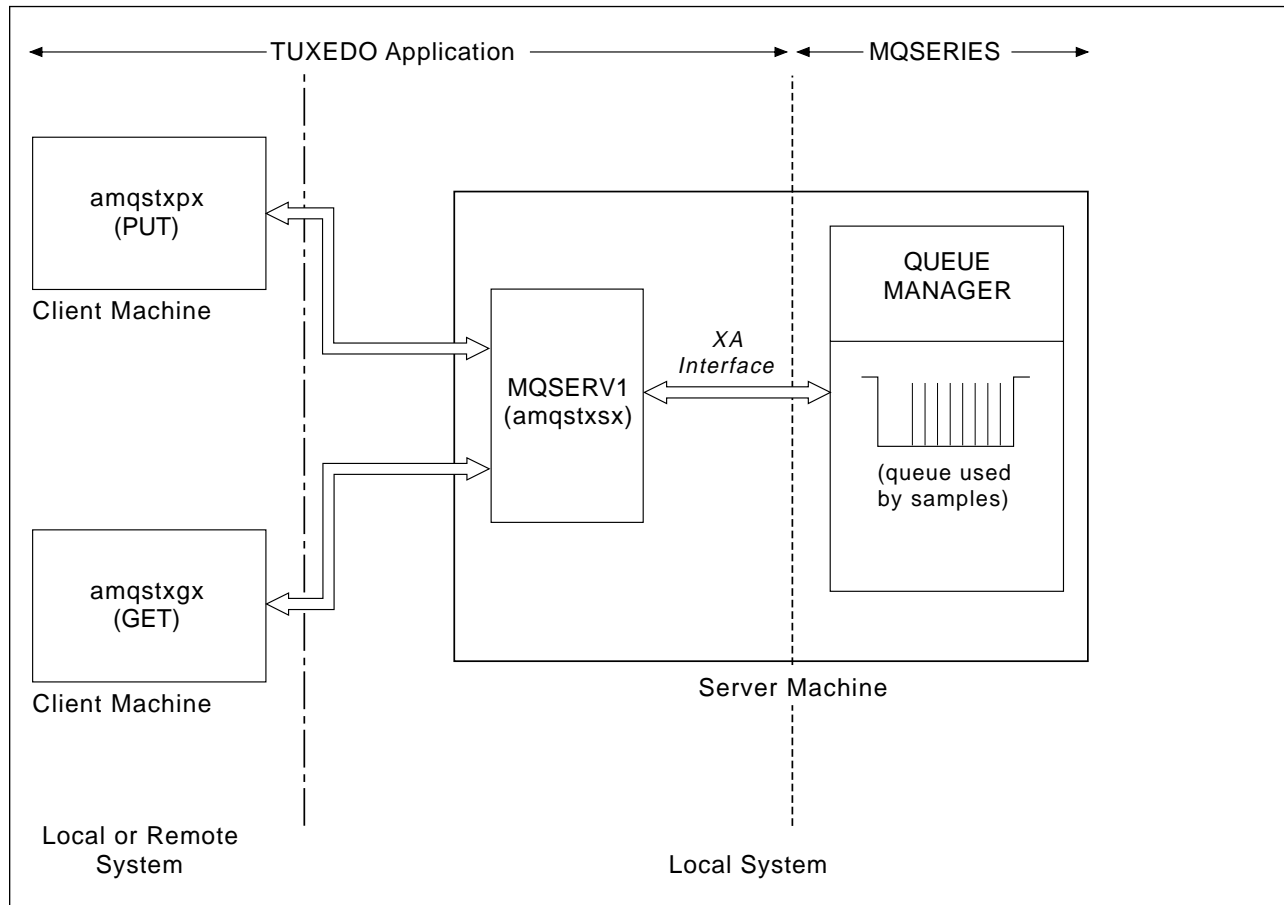 TUXEDO Application
MQSERIES
amqstxpx
(PUT)
Client Machine
QUEUE
MANAGER
XA
Interface
MQSERV1
(amqstxsx)
(queue used
by samples)
amqstxgx
(GET)
Client Machine
Server Machine
Local or Remote
System
Local System